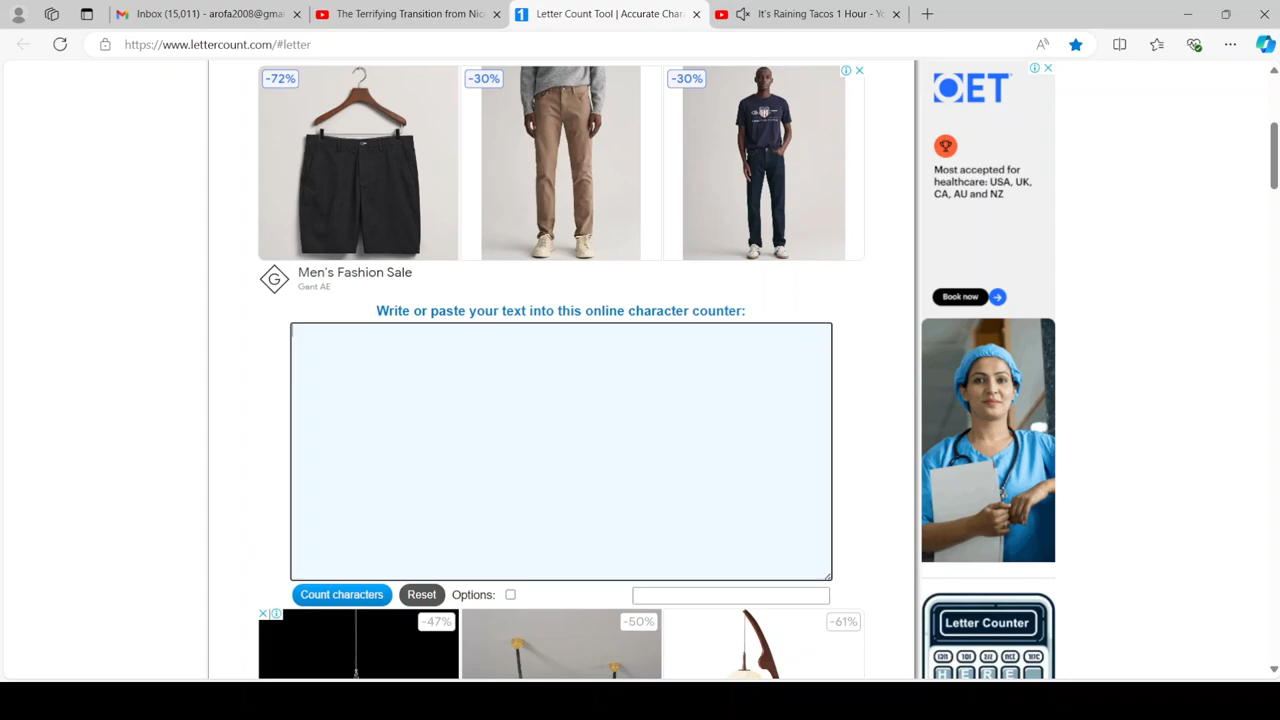 Inbox (15,011) - arofa2008@gmai
The Terrifying Transition from Nic
Letter Count Tool | Accurate Char
It's Raining Tacos 1 Hour - Yo
https://www.lettercount.com/#letter
-72%
-30%
-30%
OET
Most accepted for
healthcare: USA, UK,
CA, AU and NZ
Book now
G
Men's Fashion Sale
Gant AE
Write or paste your text into this online character counter:
Count characters
Reset
Options:
-47%
-50%
-61%
Letter Counter
HERE